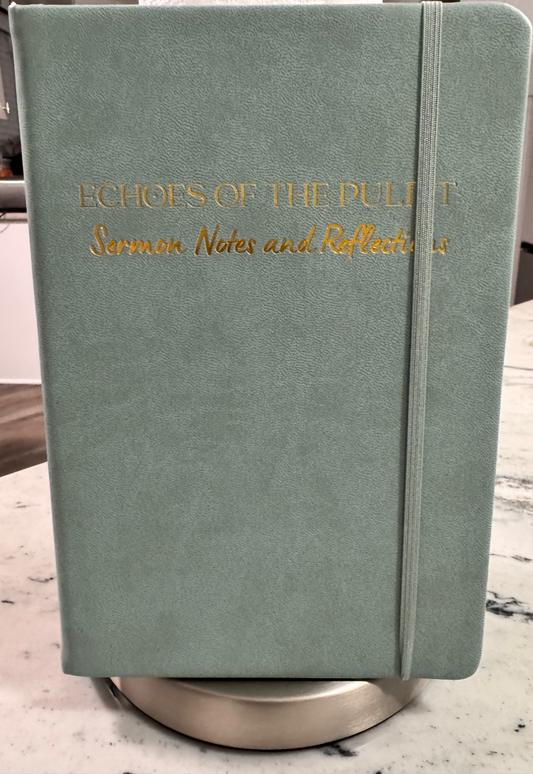 ECHOES OF THE PULPIT
Sermon Notes and Reflections